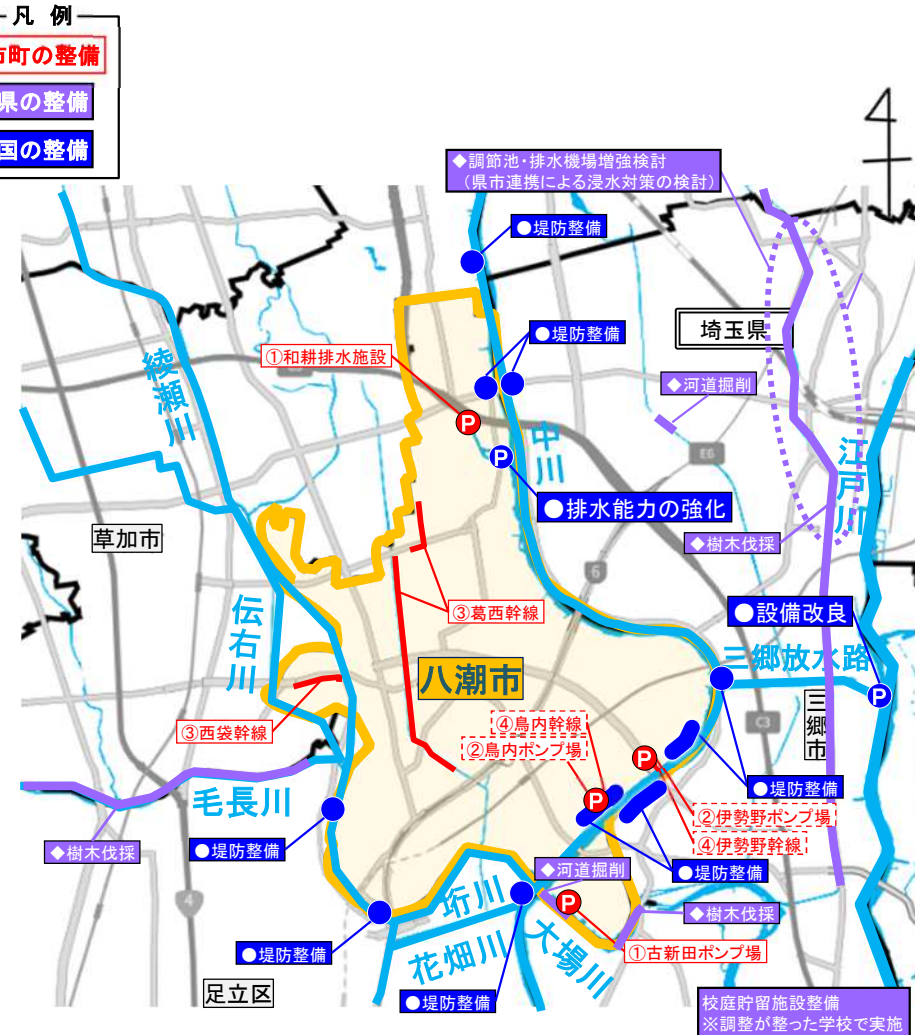 凡 例
市町の整備
県の整備
国の整備
◆調節池・排水機場増強検討
（県市連携による浸水対策の検討）
●堤防整備
埼玉県
●堤防整備
①和耕排水施設
綾瀬川
◆河道掘削
P
中川
E6
P
江戸川
●排水能力の強化
草加市
◆樹木伐採
6
伝右川
③葛西幹線
●設備改良
三郷放水路
八潮市
P
C3
三郷市
③西袋幹線
④鳥内幹線
②鳥内ポンプ場
P
●堤防整備
P
毛長川
②伊勢野ポンプ場
④伊勢野幹線
◆樹木伐採
●堤防整備
●堤防整備
◆河道掘削
4
垳川
P
◆樹木伐採
大場川
花畑川
●堤防整備
①古新田ポンプ場
足立区
●堤防整備
校庭貯留施設整備
※調整が整った学校で実施